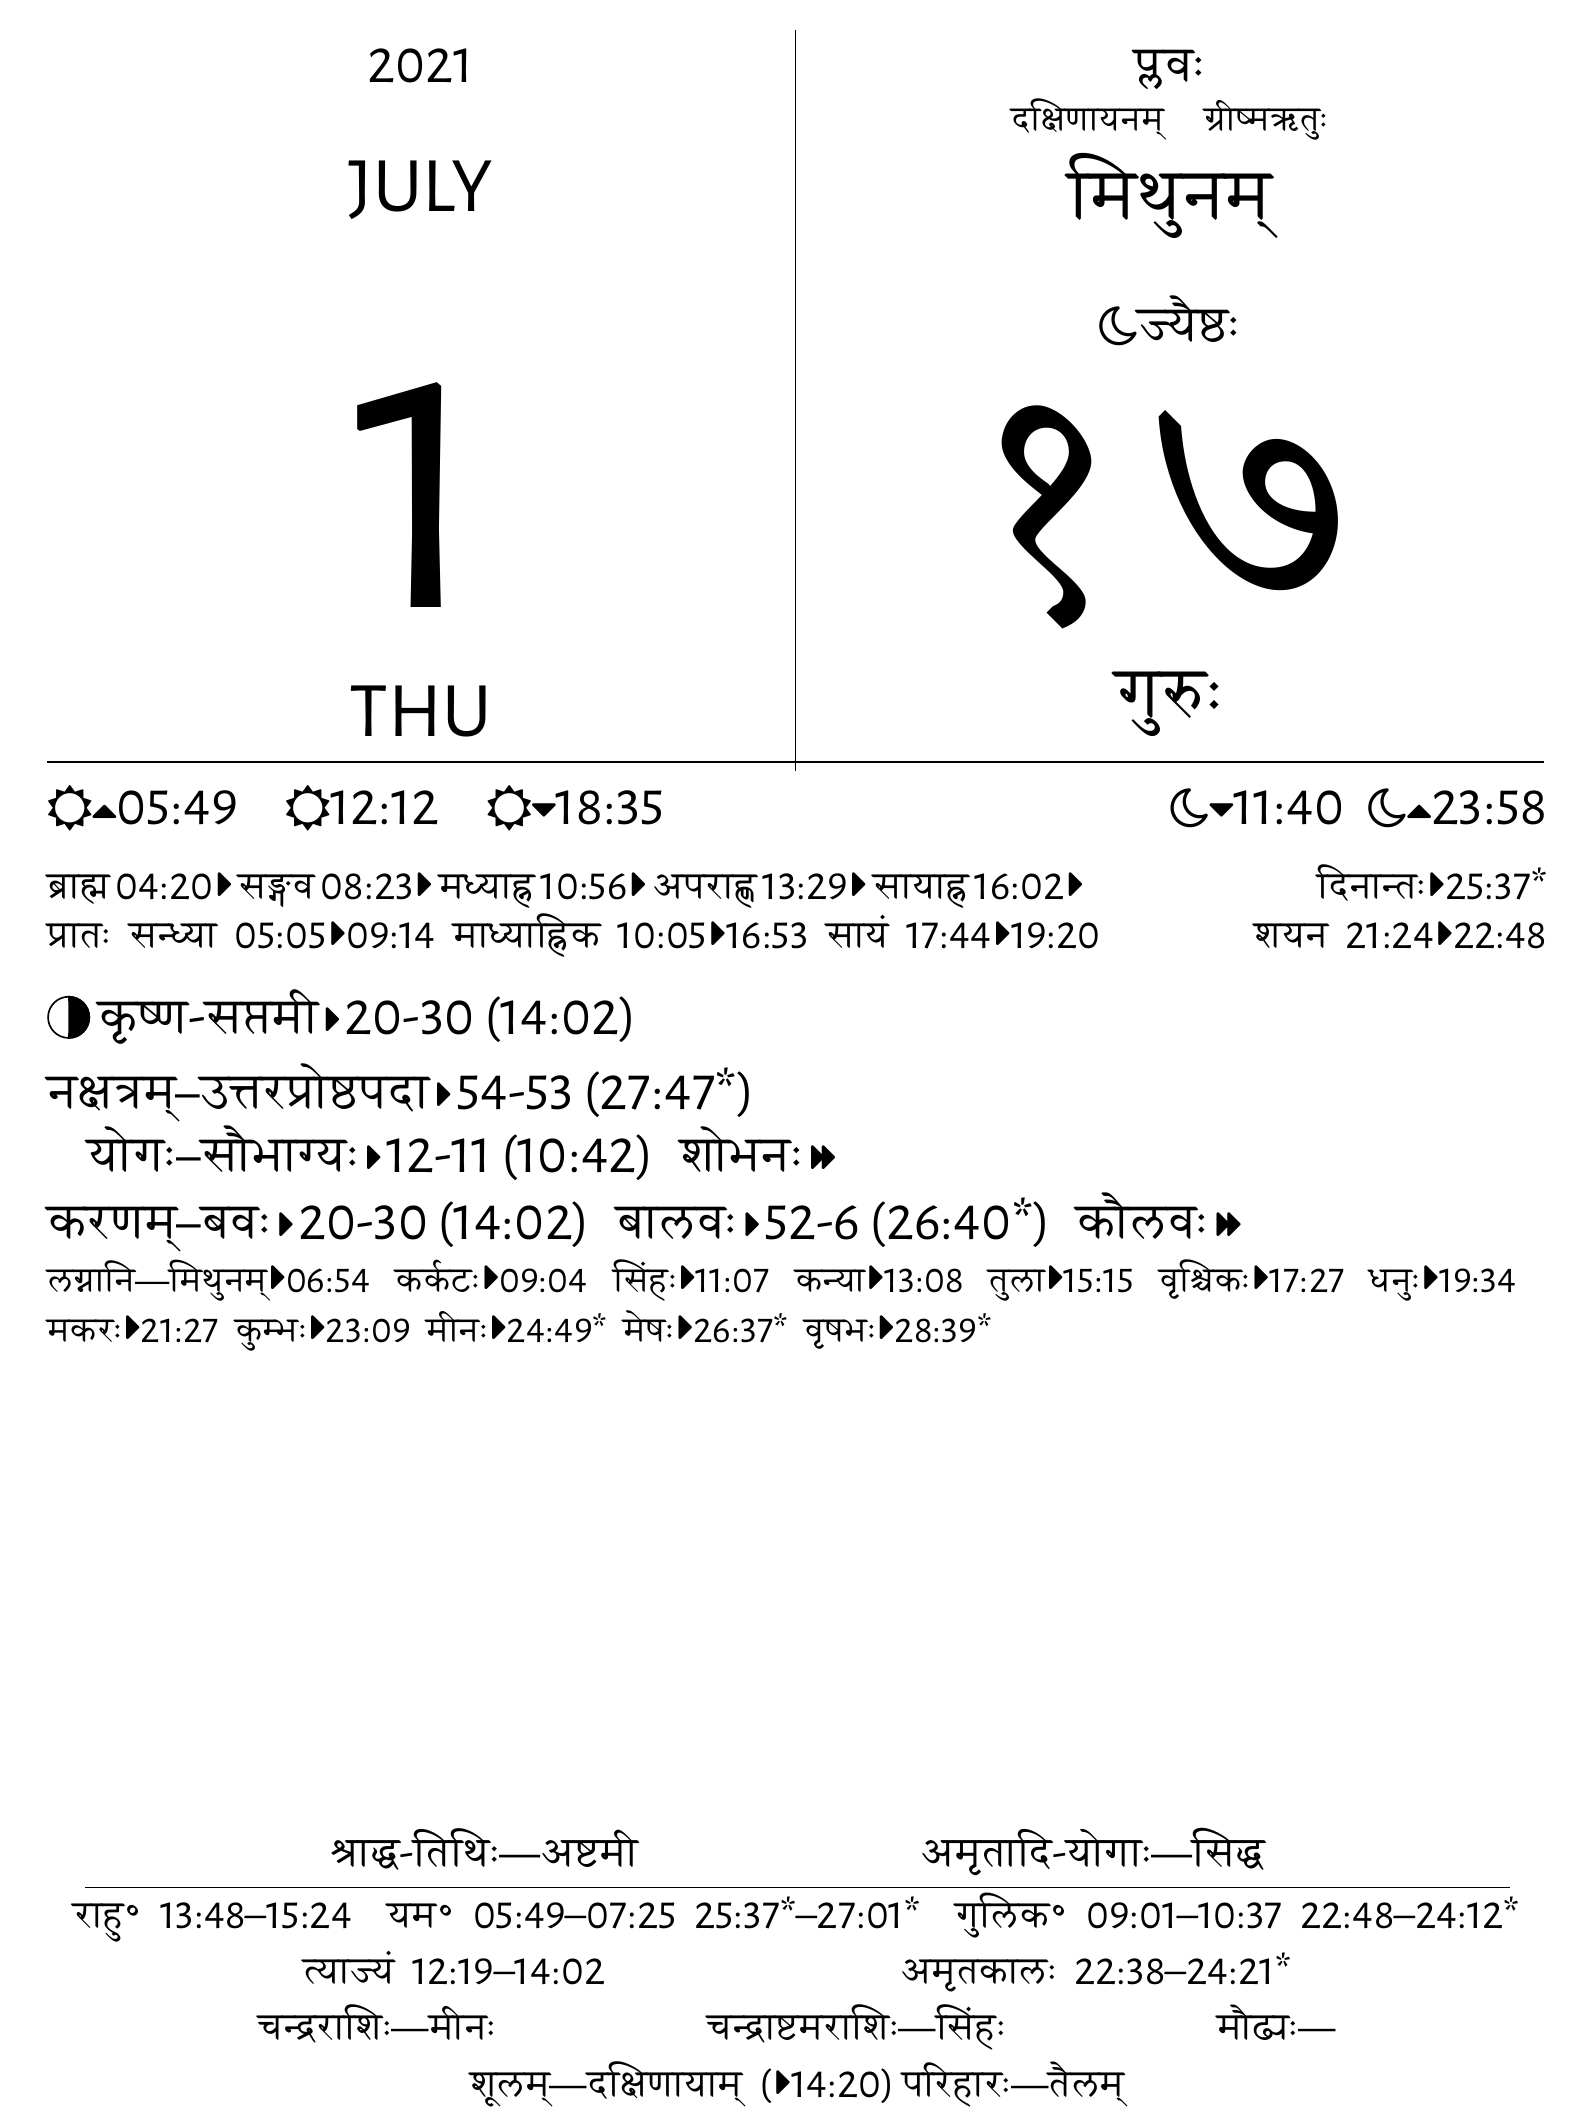 2021
JULY
1
THU
प्लवः
दक्षिणायनम् ग्रीष्मऋतुः
मिथुनम्
ज्यैष्ठः
१७
गुरुः
05:49 12:12 18:35 11:40 23:58
ब्राह्म 04:20 सङ्गव 08:23 मध्याह्न 10:56 अपराह्ण 13:29 सायाह्न 16:02 दिनान्तः 25:37*
प्रातः सन्ध्या 05:05 09:14 माध्याह्निक 10:05 16:53 सायं 17:44 19:20 शयन 21:24 22:48
कृष्ण-सप्तमी 20-30 (14:02)
नक्षत्रम्–उत्तरप्रोष्ठपदा 54-53 (27:47*)
योगः–सौभाग्यः 12-11 (10:42) शोभनः
करणम्–बवः 20-30 (14:02) बालवः 52-6 (26:40*) कौलवः
लग्नानि—मिथुनम् 06:54 कर्कटः 09:04 सिंहः 11:07 कन्या 13:08 तुला 15:15 वृश्चिकः 17:27 धनुः 19:34
मकरः 21:27 कुम्भः 23:09 मीनः 24:49* मेषः 26:37* वृषभः 28:39*
श्राद्ध-तिथिः—अष्टमी अमृतादि-योगाः—सिद्ध
राहु॰ 13:48–15:24 यम॰ 05:49–07:25 25:37*–27:01* गुलिक॰ 09:01–10:37 22:48–24:12*
त्याज्यं 12:19–14:02 अमृतकालः 22:38–24:21*
चन्द्रराशिः—मीनः चन्द्राष्टमराशिः—सिंहः मौढ्यः—
शूलम्—दक्षिणायाम् (14:20) परिहारः—तैलम्